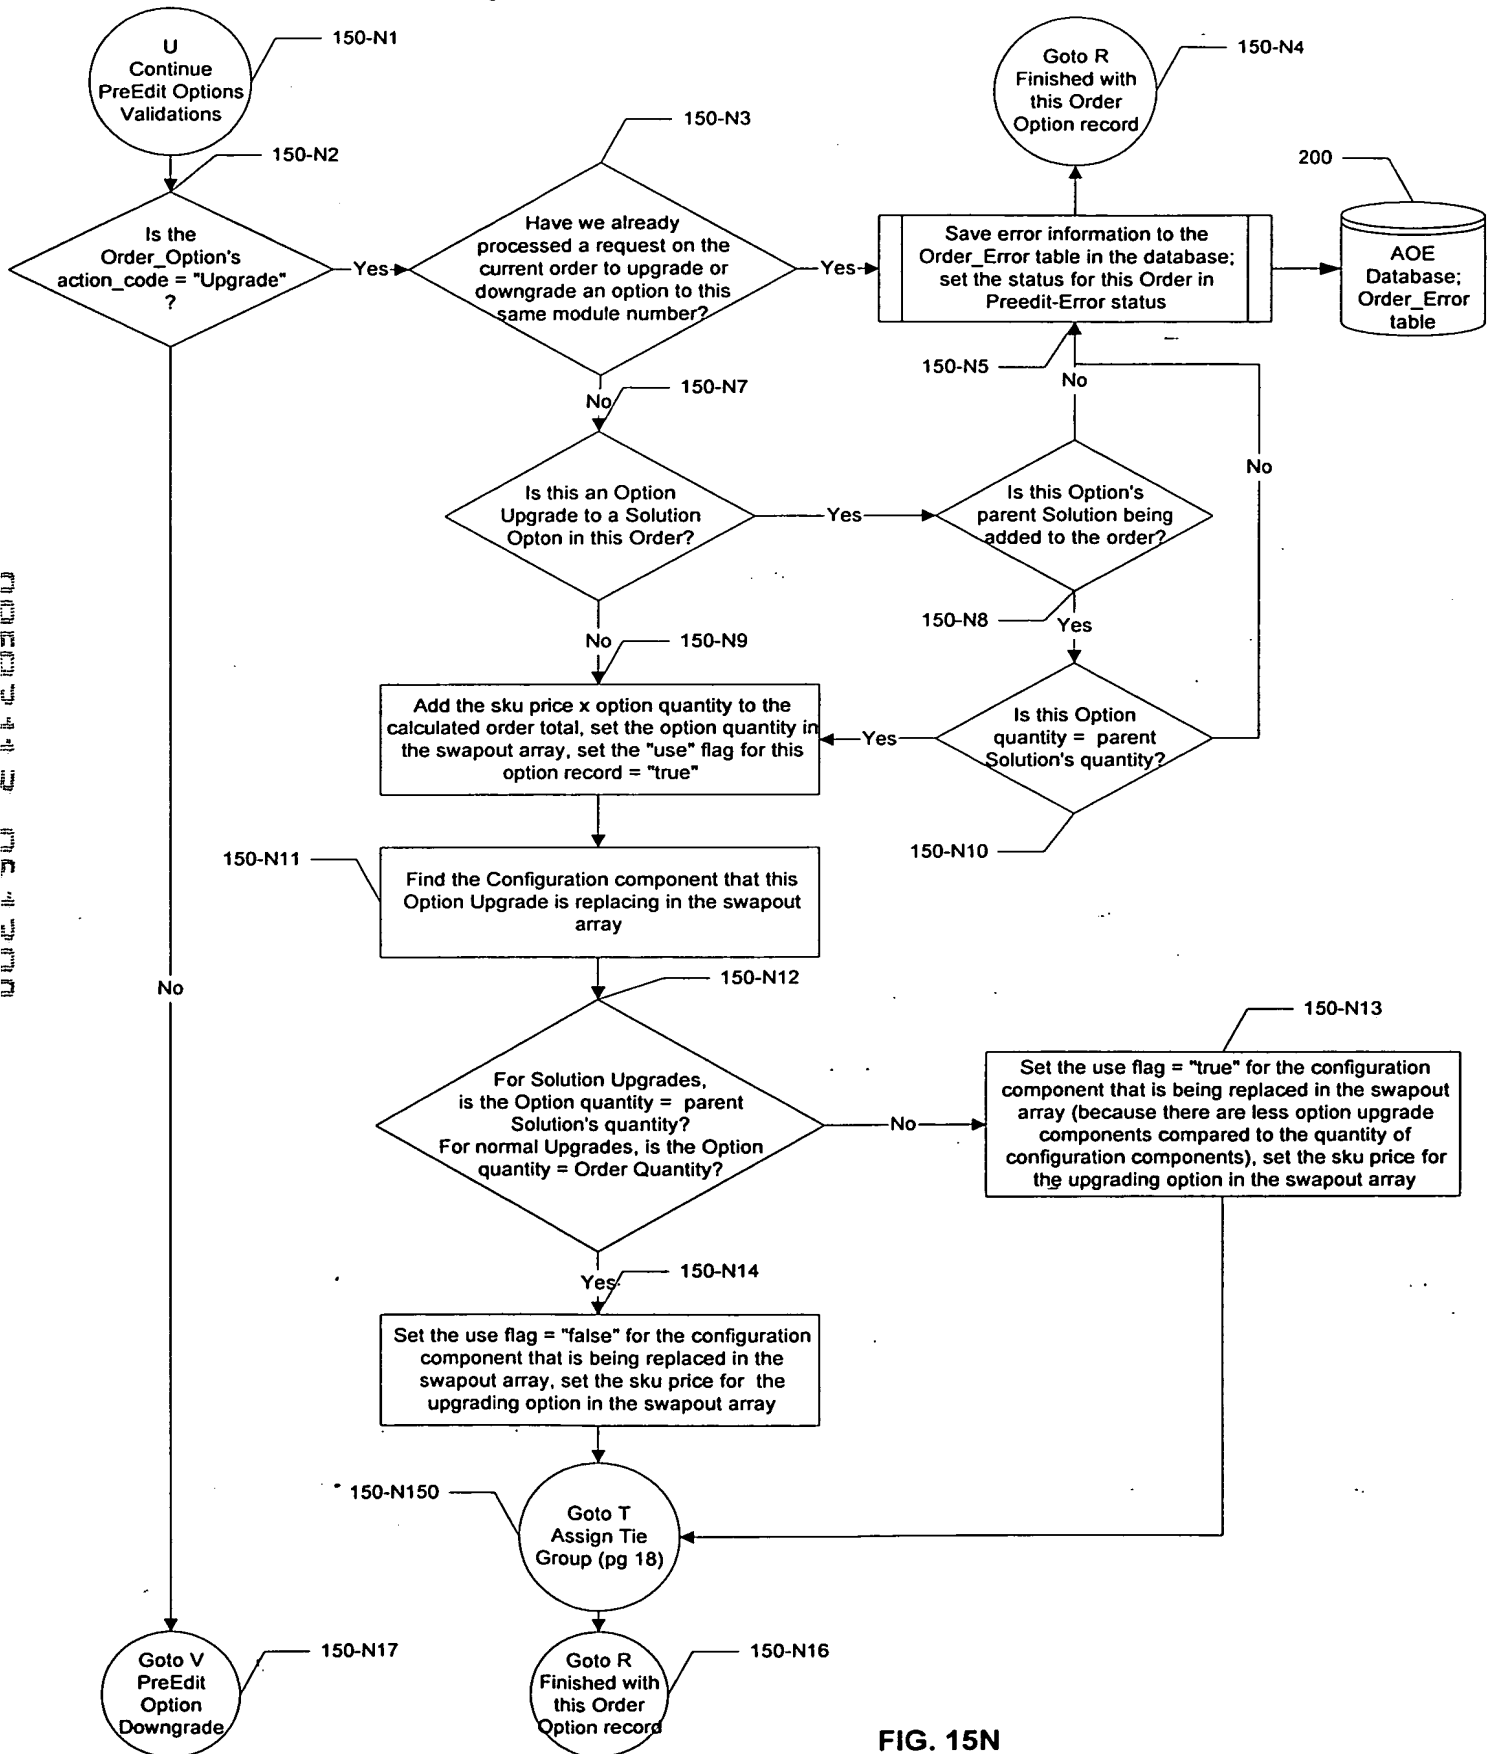 U
Continue
PreEdit Options
Validations
150-N1
150-N2
Is the
Order_Option's
action_code = "Upgrade"
?
Yes
No
150-N3
Have we already
processed a request on the
current order to upgrade or
downgrade an option to this
same module number?
Yes
No
Goto R
Finished with
this Order
Option record
150-N4
Save error information to the
Order_Error table in the database;
set the status for this Order in
Preedit-Error status
150-N5
200
AOE
Database;
Order_Error
table
150-N7
Is this an Option
Upgrade to a Solution
Opton in this Order?
Yes
No
Is this Option's
parent Solution being
added to the order?
No
150-N8
Yes
No
150-N9
Add the sku price x option quantity to the
calculated order total, set the option quantity in
the swapout array, set the "use" flag for this
option record = "true"
Yes
Is this Option
quantity = parent
Solution's quantity?
150-N10
150-N11
Find the Configuration component that this
Option Upgrade is replacing in the swapout
array
150-N12
For Solution Upgrades,
is the Option quantity = parent
Solution's quantity?
For normal Upgrades, is the Option
quantity = Order Quantity?
No
Yes
150-N13
Set the use flag = "true" for the configuration
component that is being replaced in the swapout
array (because there are less option upgrade
components compared to the quantity of
configuration components), set the sku price for
the upgrading option in the swapout array
150-N14
Set the use flag = "false" for the configuration
component that is being replaced in the
swapout array, set the sku price for the
upgrading option in the swapout array
150-N150
Goto T
Assign Tie
Group (pg 18)
Goto V
PreEdit
Option
Downgrade
150-N17
Goto R
Finished with
this Order
Option record
150-N16
FIG. 15N